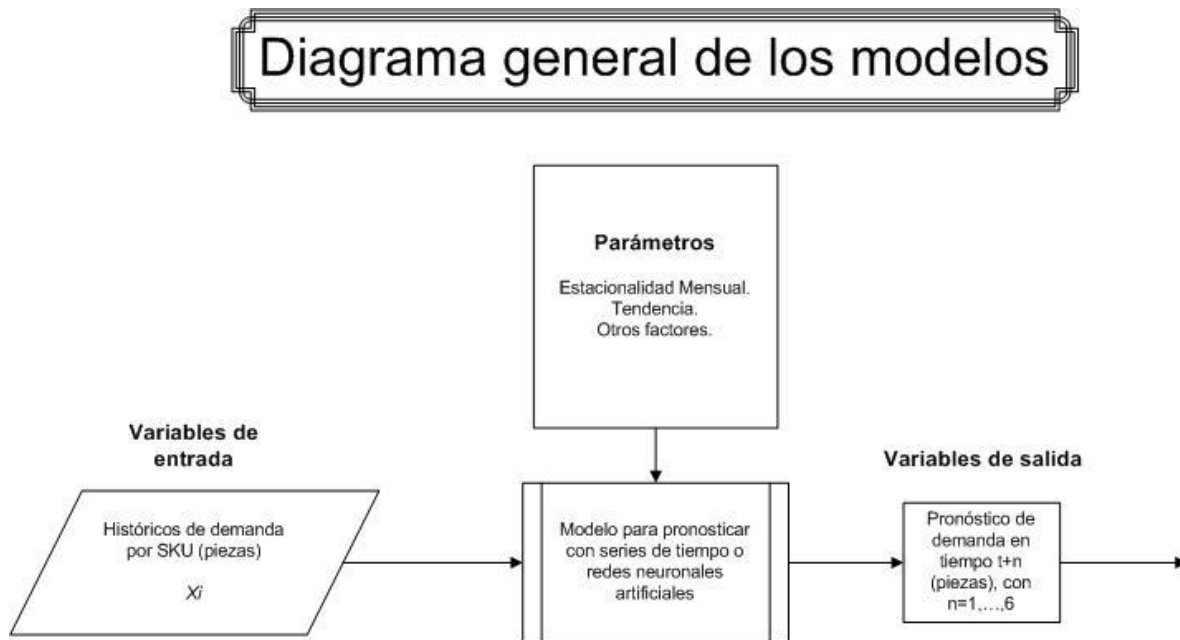 Diagrama general de los modelos
Parámetros
Estacionalidad Mensual.
Tendencia.
Otros factores.
Variables de
entrada
Históricos de demanda
por SKU (piezas)
Xi
Modelo para pronosticar
con series de tiempo o
redes neuronales
artificiales
Variables de salida
Pronóstico de
demanda en
tiempo t+n
(piezas), con
n=1,...,6